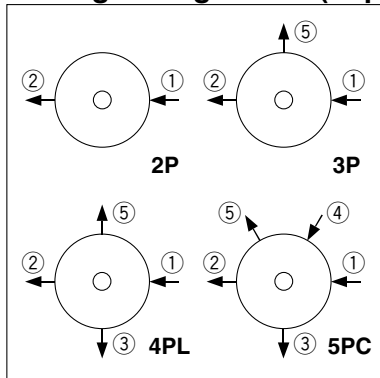 ⑤
② ① ② ①
2P 3P
⑤ ⑤ ④
② ① ② ①
③ 4PL ③ 5PC